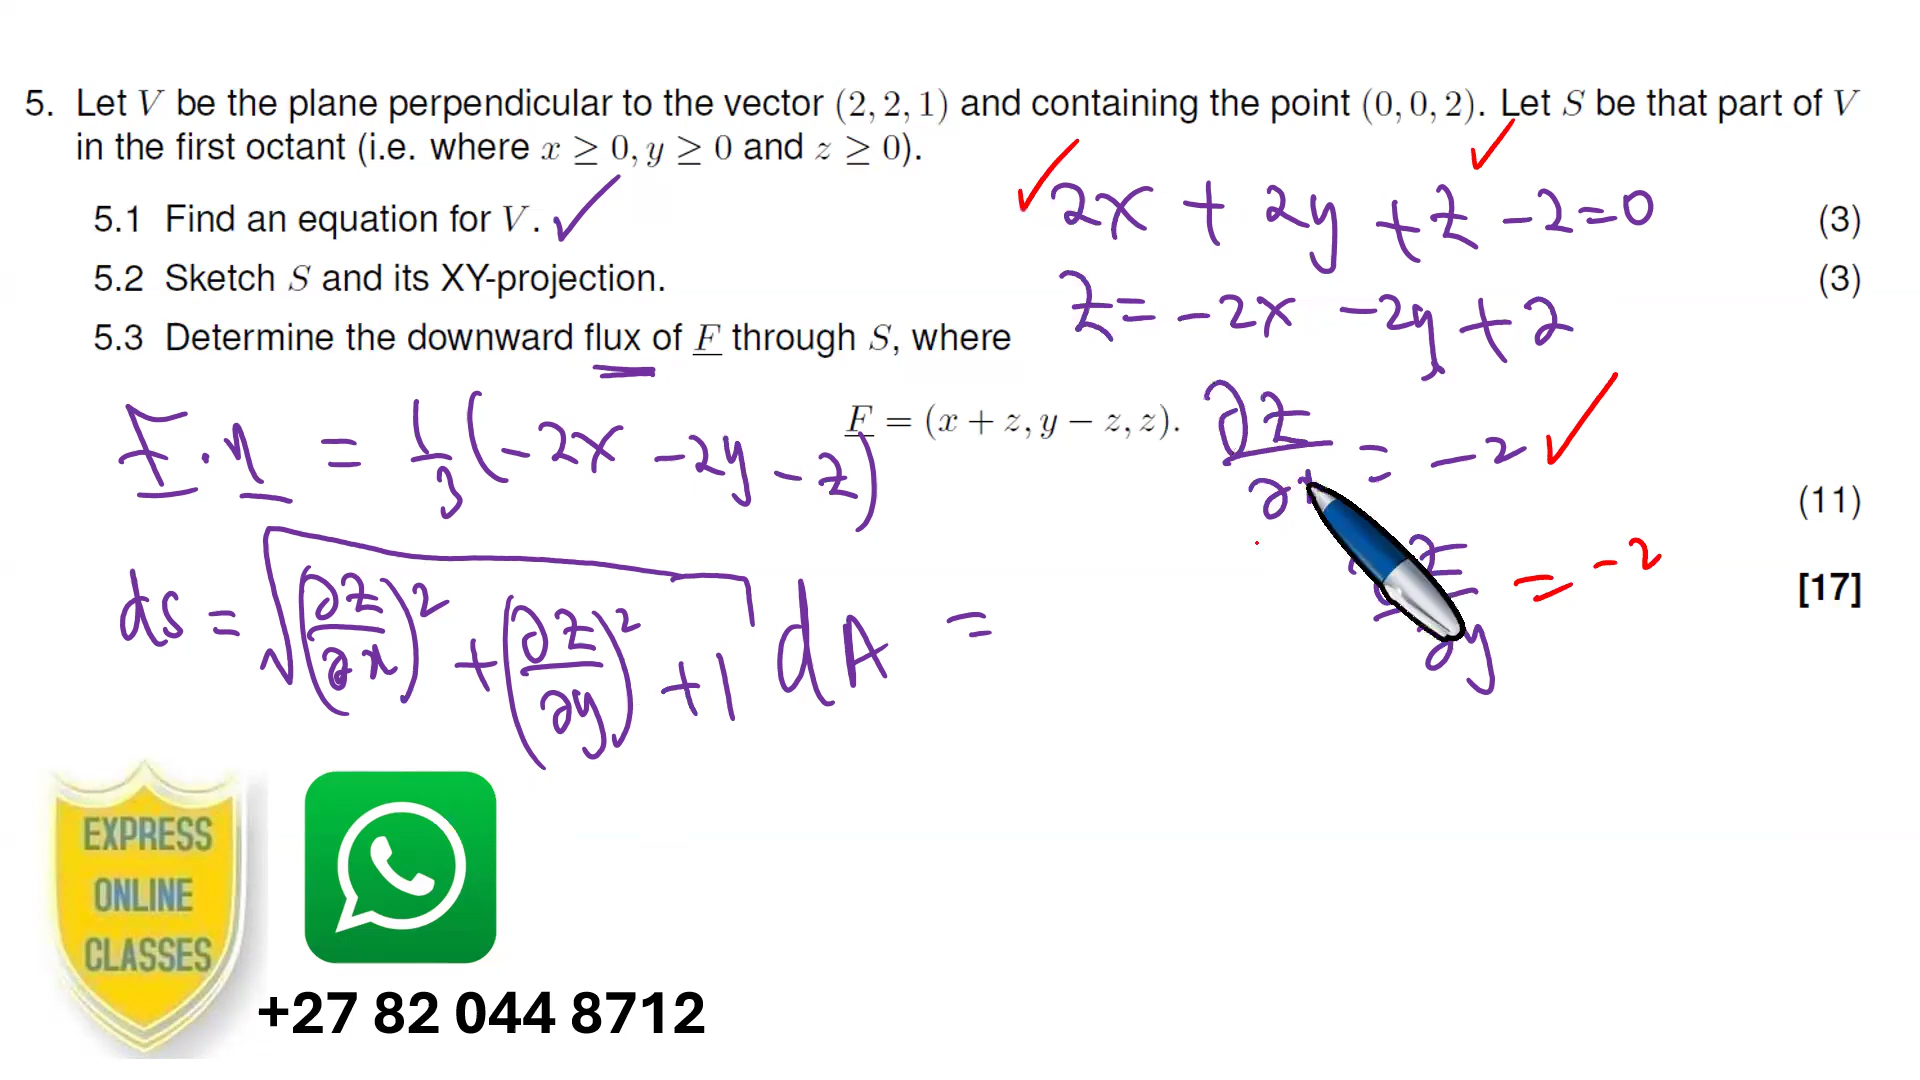 5. Let V be the plane perpendicular to the vector (2, 2, 1) and containing the point (0, 0, 2). Let S be that part of V
in the first octant (i.e. where x ≥ 0, y ≥ 0 and z ≥ 0).
2x + 2y + z - 2 = 0
5.1 Find an equation for V. (3)
5.2 Sketch S and its XY-projection. (3)
z = -2x - 2y + 2
5.3 Determine the downward flux of F through S, where
F = (x + z, y − z, z).
F · n = 1/3 (-2x - 2y - z)
∂z/∂x = -2
(11)
∂z/∂y = -2
[17]
ds = √((∂z/∂x)² + (∂z/∂y)² + 1) dA =
EXPRESS
ONLINE
CLASSES
+27 82 044 8712